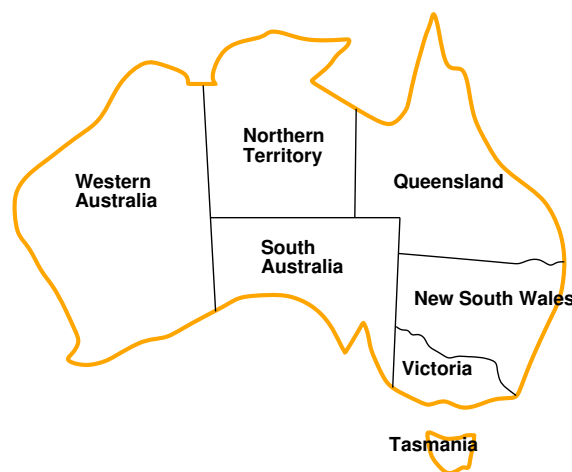 Northern
Territory
Western
Australia
Queensland
South
Australia
New South Wales
Victoria
Tasmania